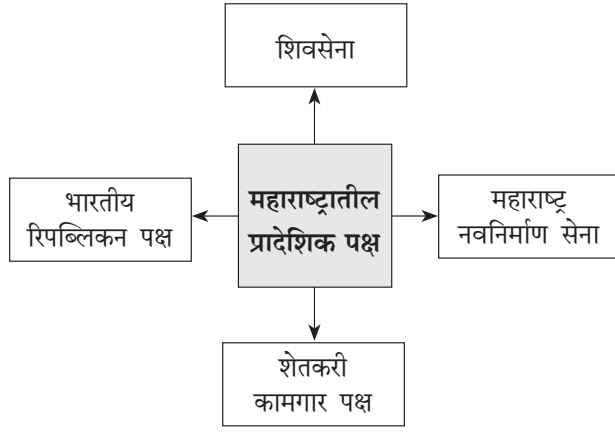 शिवसेना
भारतीय
रिपब्लिकन पक्ष
महाराष्ट्रातील
प्रादेशिक पक्ष
महाराष्ट्र
नवनिर्माण सेना
शेतकरी
कामगार पक्ष